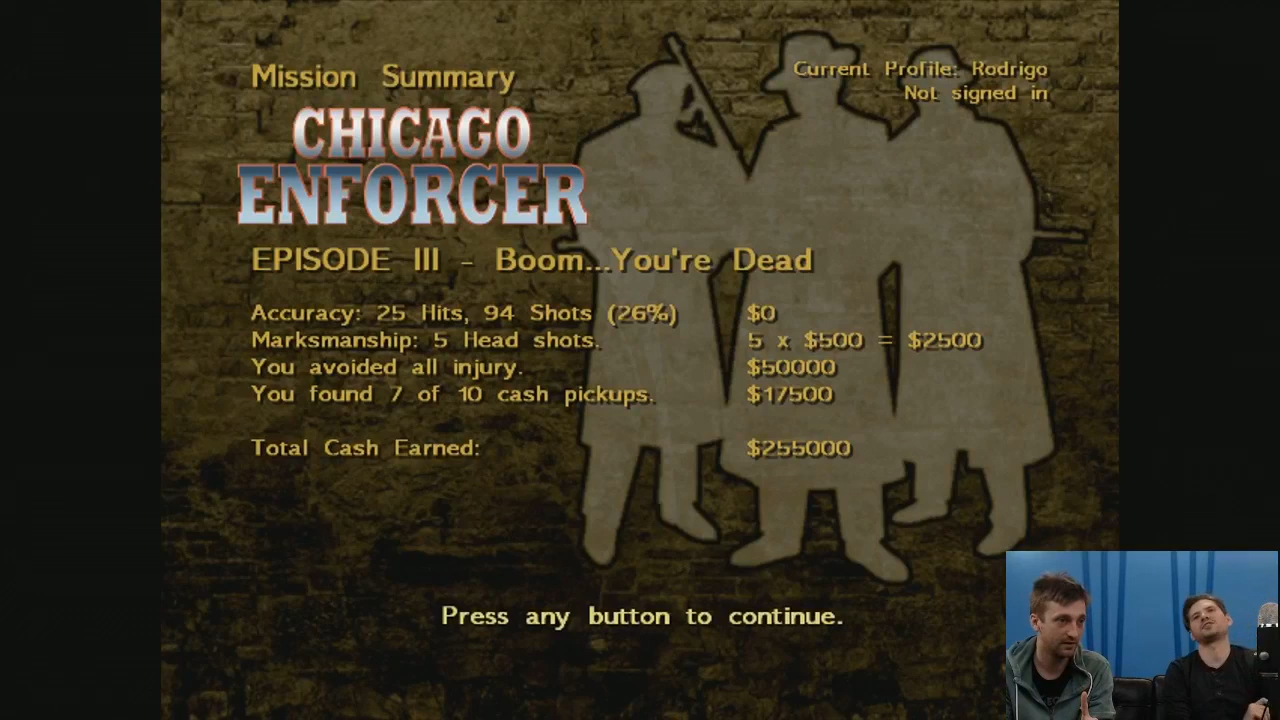 Mission Summary
Current Profile: Rodrigo
Not signed in
CHICAGO
ENFORCER
EPISODE III - Boom...You're Dead
Accuracy: 25 Hits, 94 Shots (26%) $0
Marksmanship: 5 Head shots. 5 x $500 = $2500
You avoided all injury. $50000
You found 7 of 10 cash pickups. $17500
Total Cash Earned: $255000
Press any button to continue.